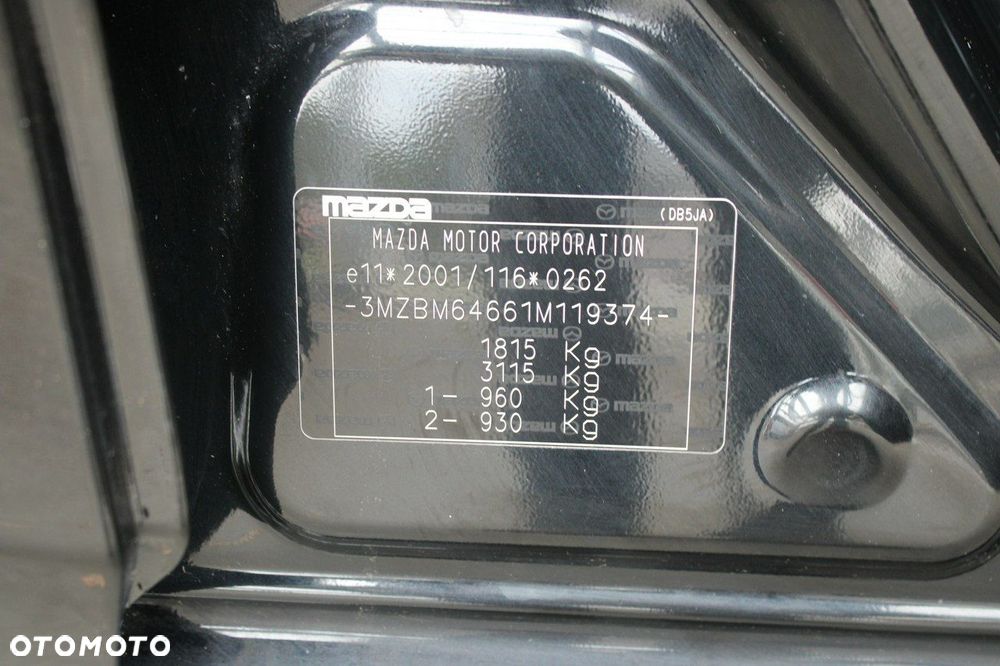 mazda (DB5JA)
MAZDA MOTOR CORPORATION
e11*2001/116*0262
-3MZBM64661M119374-
1815 Kg
3115 Kg
1- 960 Kg
2- 930 Kg
OTOMOTO